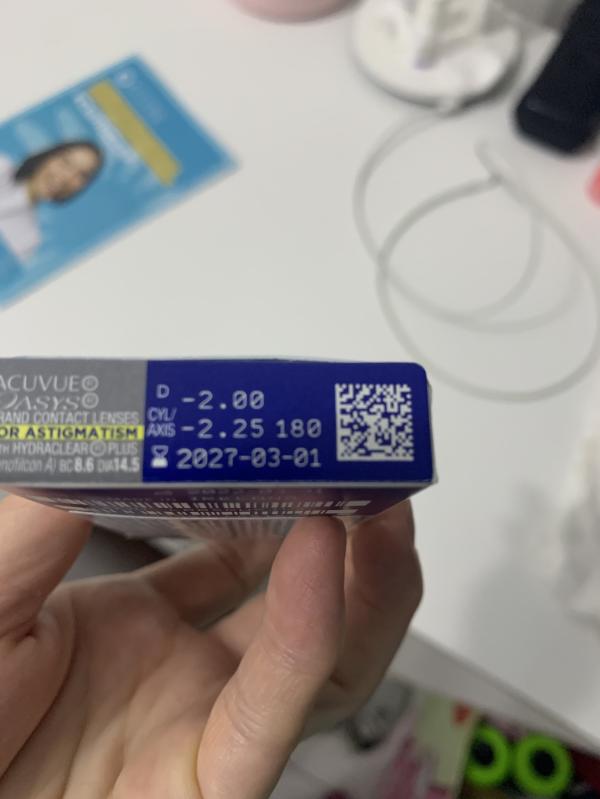 ACUVUE®
OASYS®
BRAND CONTACT LENSES
FOR ASTIGMATISM
WITH HYDRACLEAR® PLUS
(senofilcon A) BC 8.6 DIA 14.5
D -2.00
CYL/
AXIS -2.25 180
2027-03-01